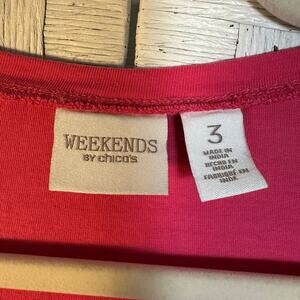 WEEKENDS
BY chico's
3
MADE IN
INDIA
HECHO EN
INDIA
FABRIQUÉ EN
INDE